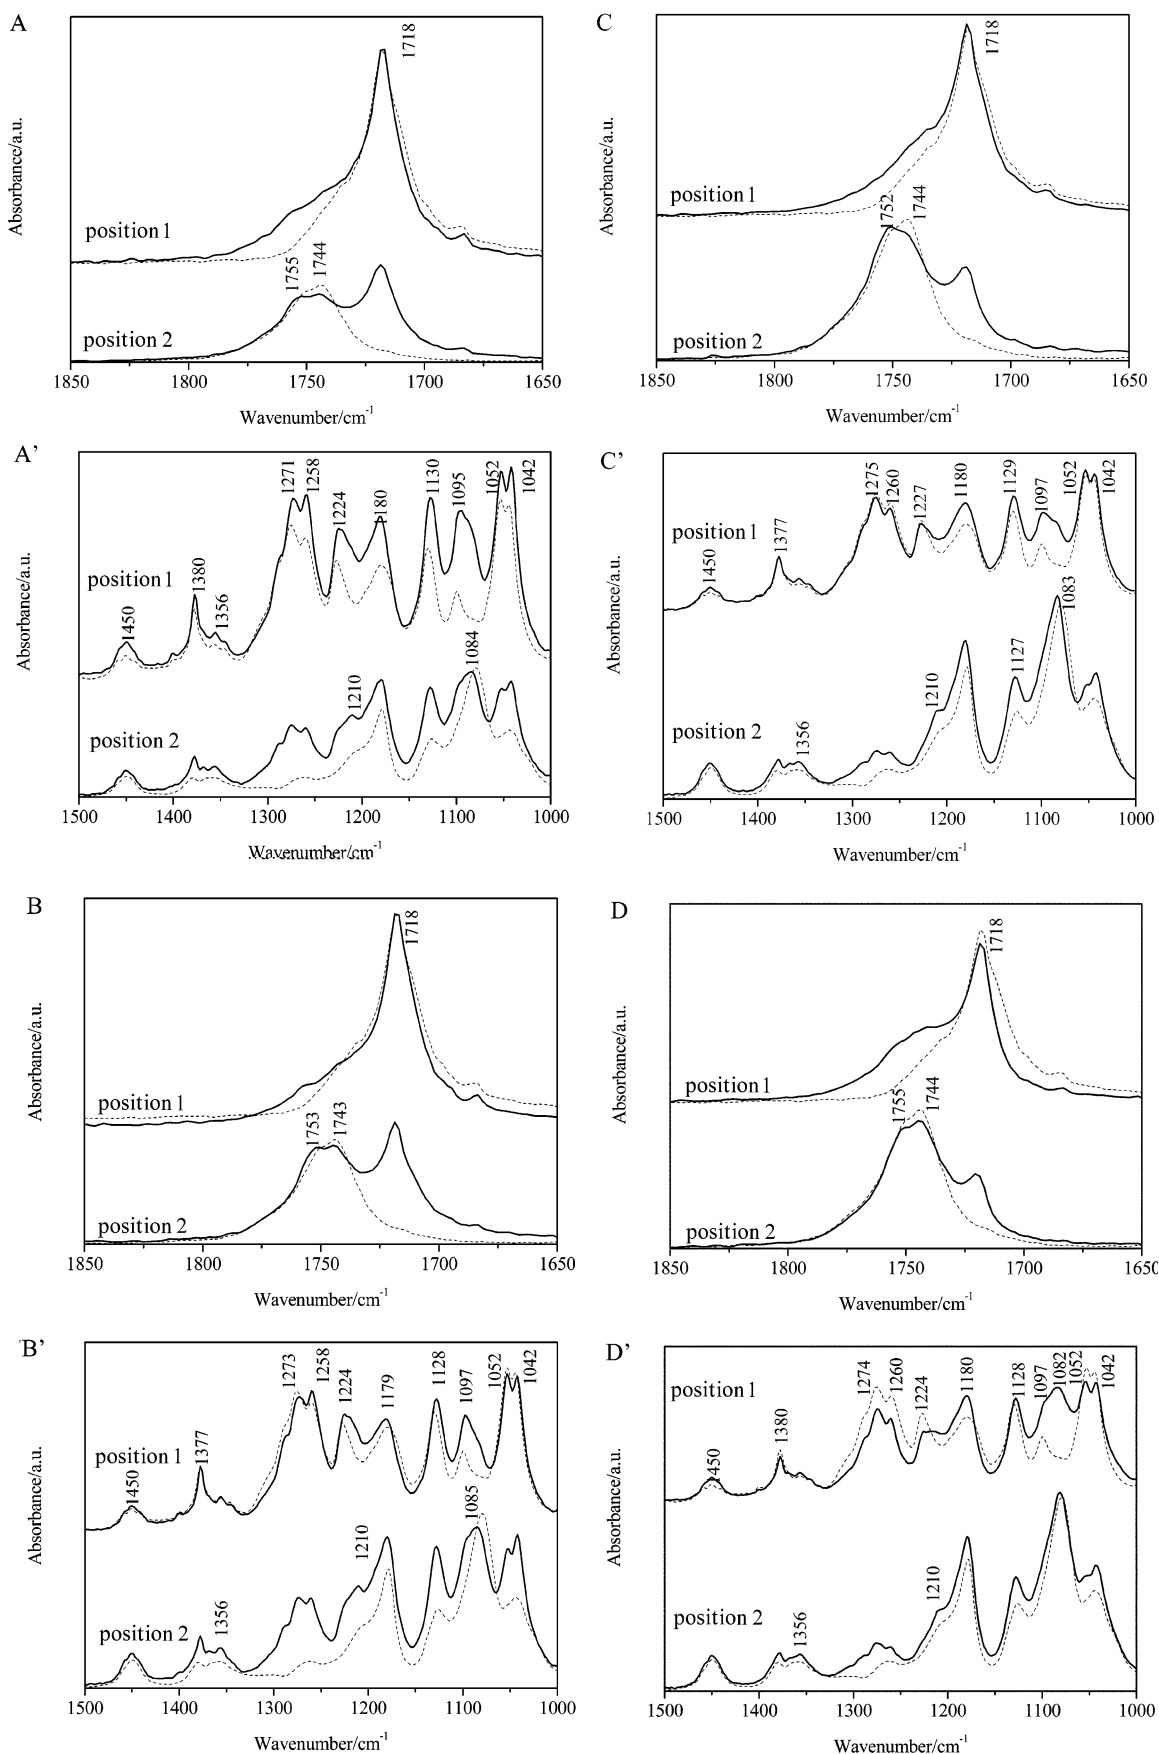 A
Absorbance/a.u.
1718
position 1
1755
1744
position 2
1850
1800
1750
1700
1650
Wavenumber/cm-1
C
Absorbance/a.u.
1718
position 1
1752
1744
position 2
1850
1800
1750
1700
1650
Wavenumber/cm-1
A’
Absorbance/a.u.
1271
1258
1224
1180
1130
1095
1052
1042
position 1
1450
1380
1356
1084
1210
position 2
1500
1400
1300
1200
1100
1000
Wavenumber/cm-1
C’
Absorbance/a.u.
1275
1260
1227
1180
1129
1097
1052
1042
position 1
1450
1377
1083
1127
1210
position 2
1356
1500
1400
1300
1200
1100
1000
Wavenumber/cm-1
B
Absorbance/a.u.
1718
position 1
1753
1743
position 2
1850
1800
1750
1700
1650
Wavenumber/cm-1
D
Absorbance/a.u.
1718
position 1
1755
1744
position 2
1850
1800
1750
1700
1650
Wavenumber/cm-1
B’
Absorbance/a.u.
1273
1258
1224
1179
1128
1097
1052
1042
position 1
1450
1377
1085
1210
position 2
1356
1500
1400
1300
1200
1100
1000
Wavenumber/cm-1
D’
Absorbance/a.u.
1274
1260
1224
1180
1128
1097
1082
1052
1042
position 1
1450
1380
1210
position 2
1356
1500
1400
1300
1200
1100
1000
Wavenumber/cm-1